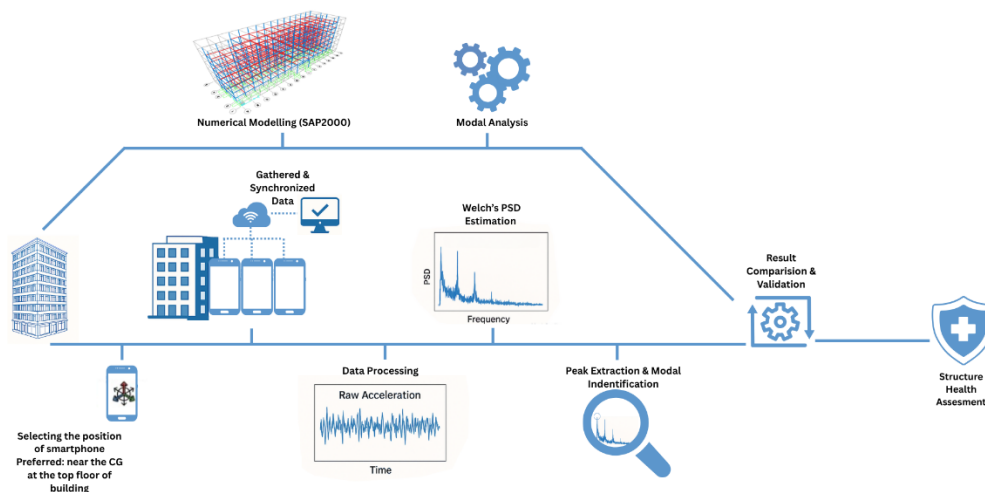 Numerical Modelling (SAP2000)
Modal Analysis
Gathered &
Synchronized
Data
Welch's PSD
Estimation
PSD
Frequency
Result
Comparision &
Validation
Data Processing
Raw Acceleration
Time
Peak Extraction & Modal
Indentification
Structure
Health
Assesment
Selecting the position
of smartphone
Preferred: near the CG
at the top floor of
building